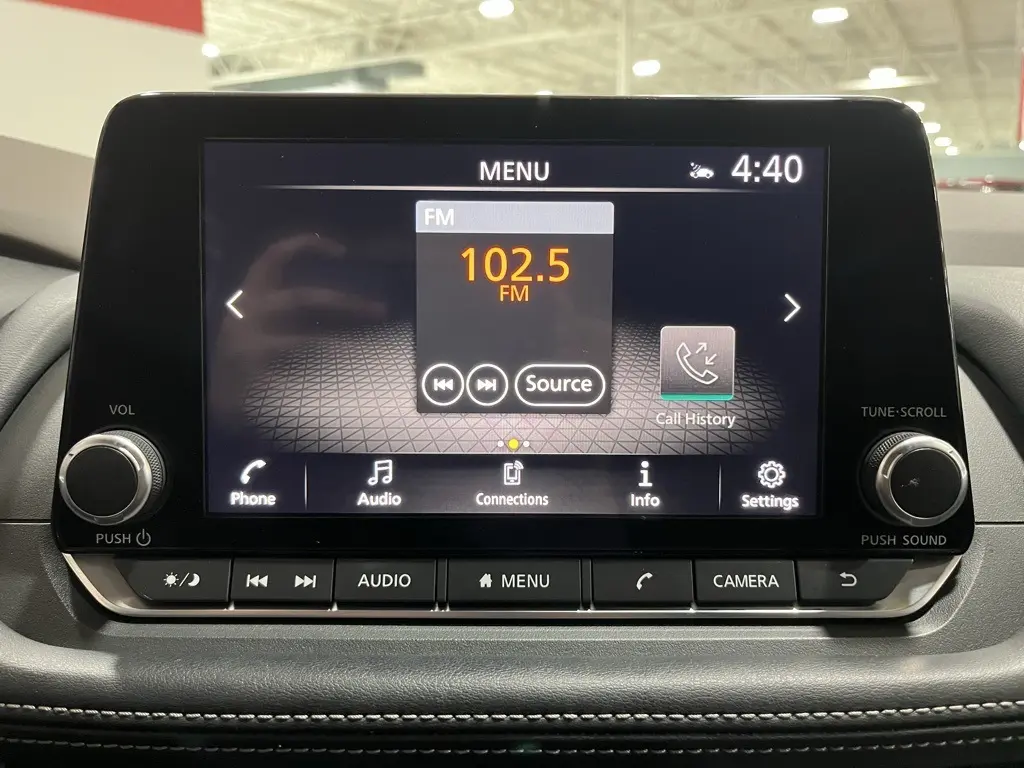 MENU 4:40
FM
102.5
FM
Source
Call History
VOL
TUNE·SCROLL
Phone Audio Connections Info Settings
PUSH
PUSH SOUND
AUDIO MENU CAMERA